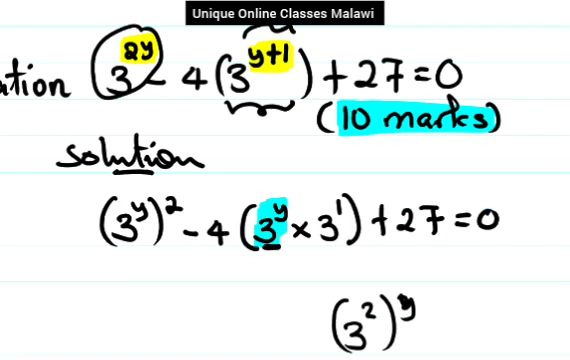 Unique Online Classes Malawi
3^{2y} - 4(3^{y+1}) + 27 = 0
(10 marks)
Solution
(3^y)^2 - 4(3^y × 3^1) + 27 = 0
(3^2)^y